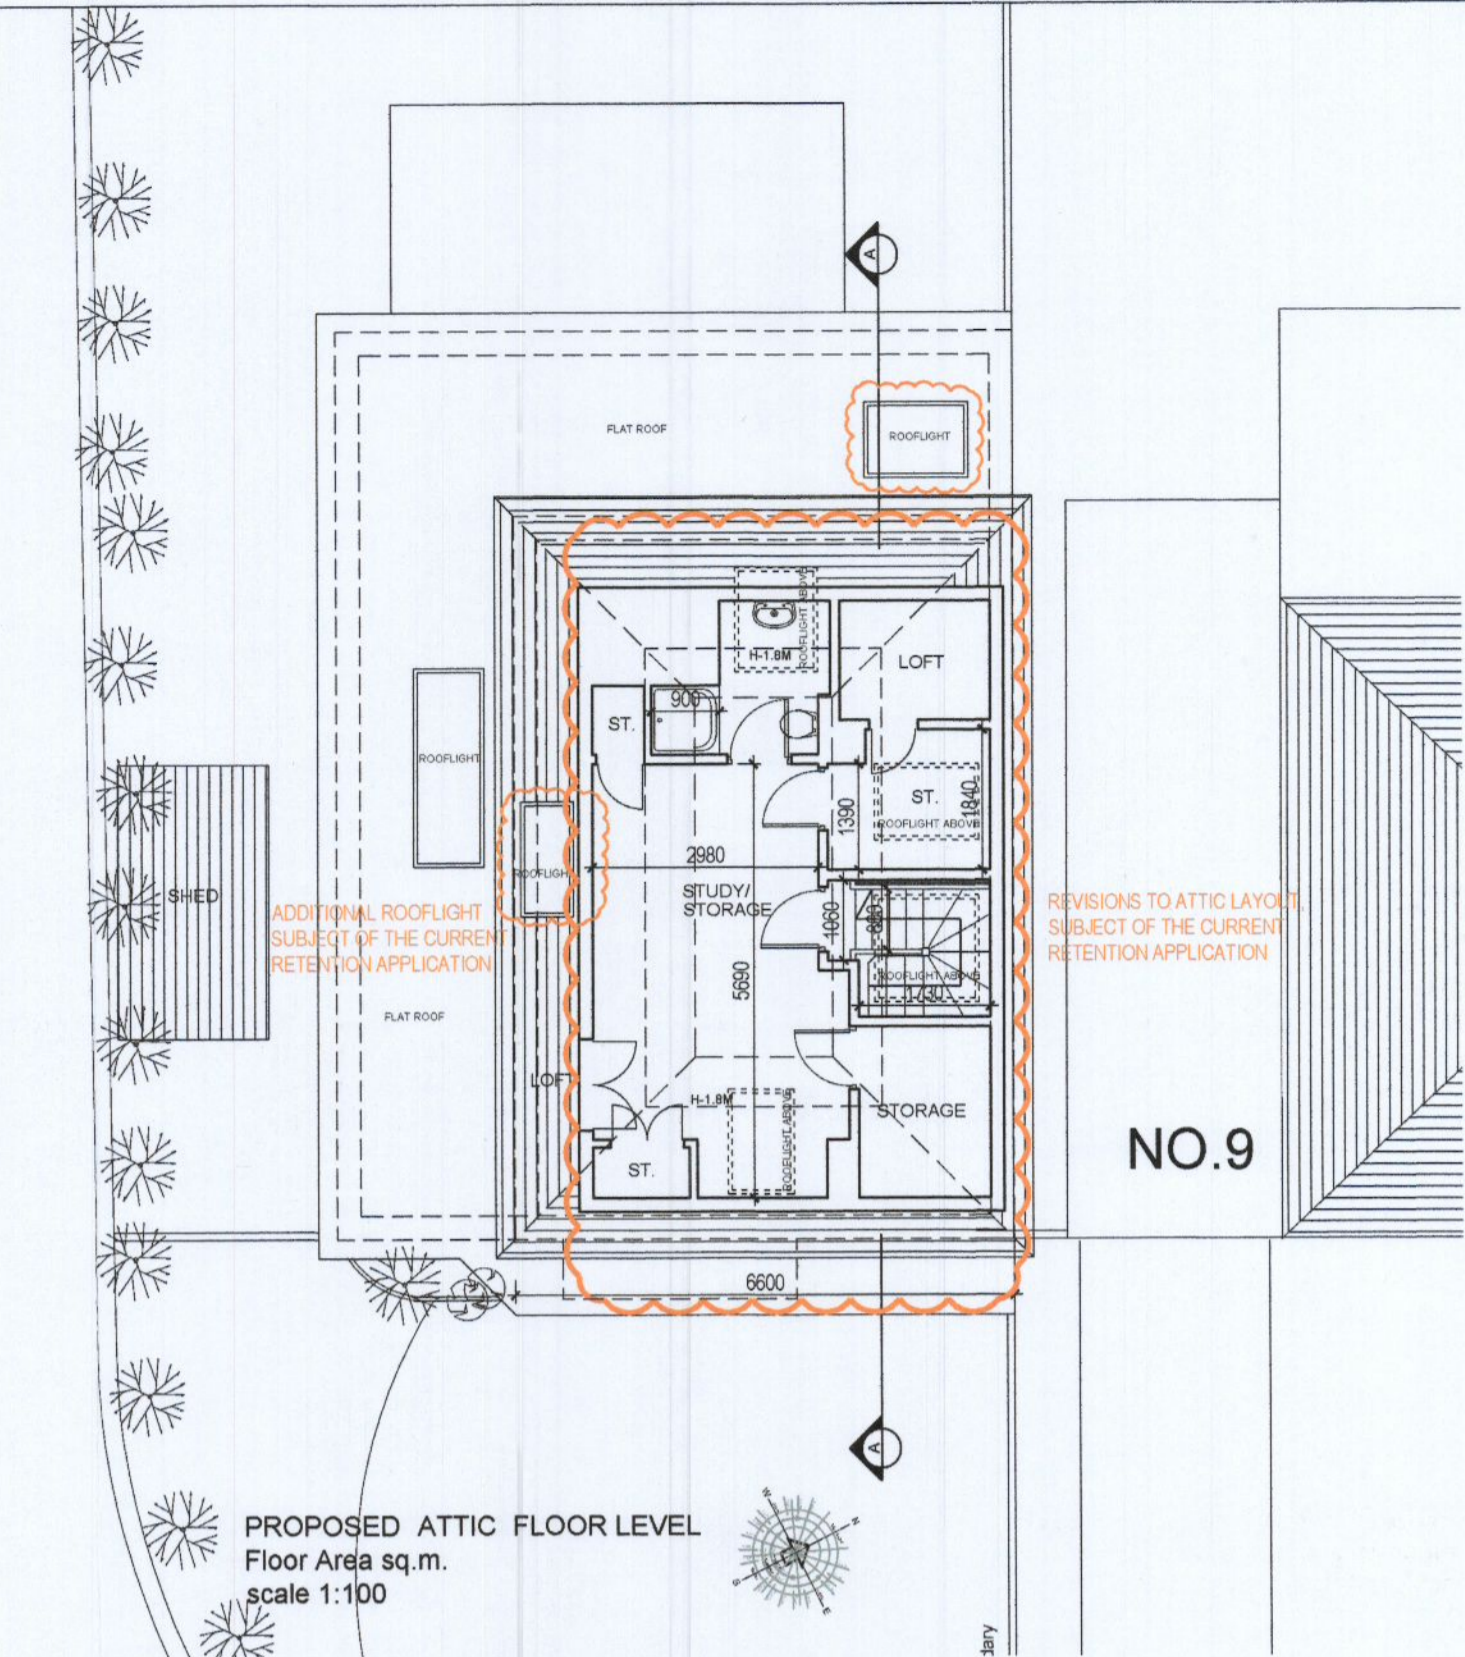 A
FLAT ROOF
ROOFLIGHT
ROOFLIGHT ABOVE
H-1.8M
LOFT
900
ST.
ROOFLIGHT
ST.
ROOFLIGHT ABOVE
1840
1390
2980
ROOFLIGH
STUDY/
STORAGE
SHED
ADDITIONAL ROOFLIGHT
SUBJECT OF THE CURRENT
RETENTION APPLICATION
REVISIONS TO ATTIC LAYOUT,
SUBJECT OF THE CURRENT
RETENTION APPLICATION
1060
ROOFLIGHT ABOVE
1730
5690
FLAT ROOF
LOFT
H-1.8M
ROOFLIGHT ABOVE
STORAGE
ST.
NO.9
6600
A
PROPOSED ATTIC FLOOR LEVEL
Floor Area sq.m.
scale 1:100
W
N
S
E
dary